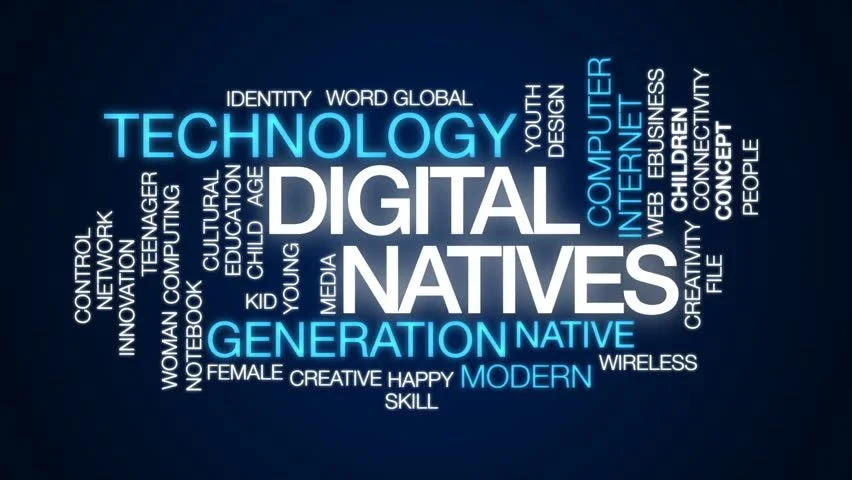 IDENTITY
WORD GLOBAL
TECHNOLOGY
YOUTH
DESIGN
COMPUTER
INTERNET
WEB EBUSINESS
CHILDREN
CONNECTIVITY
CONCEPT
PEOPLE
DIGITAL
NATIVES
CONTROL
NETWORK
INNOVATION
TEENAGER
WOMAN COMPUTING
NOTEBOOK
CULTURAL
EDUCATION
CHILD AGE
KID
YOUNG
MEDIA
CREATIVITY
FILE
GENERATION
NATIVE
WIRELESS
FEMALE
CREATIVE
HAPPY
MODERN
SKILL